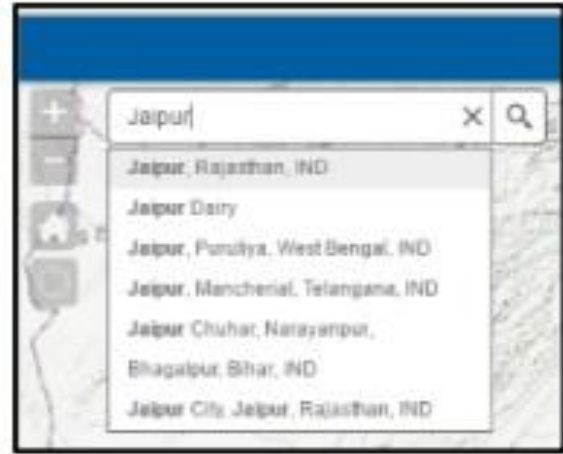 Jaipur
Jaipur, Rajasthan, IND
Jaipur Dairy
Jaipur, Puruliya, West Bengal, IND
Jaipur, Mancherial, Telangana, IND
Jaipur Chuhar, Narayanpur,
Bhagalpur, Bihar, IND
Jaipur City, Jaipur, Rajasthan, IND